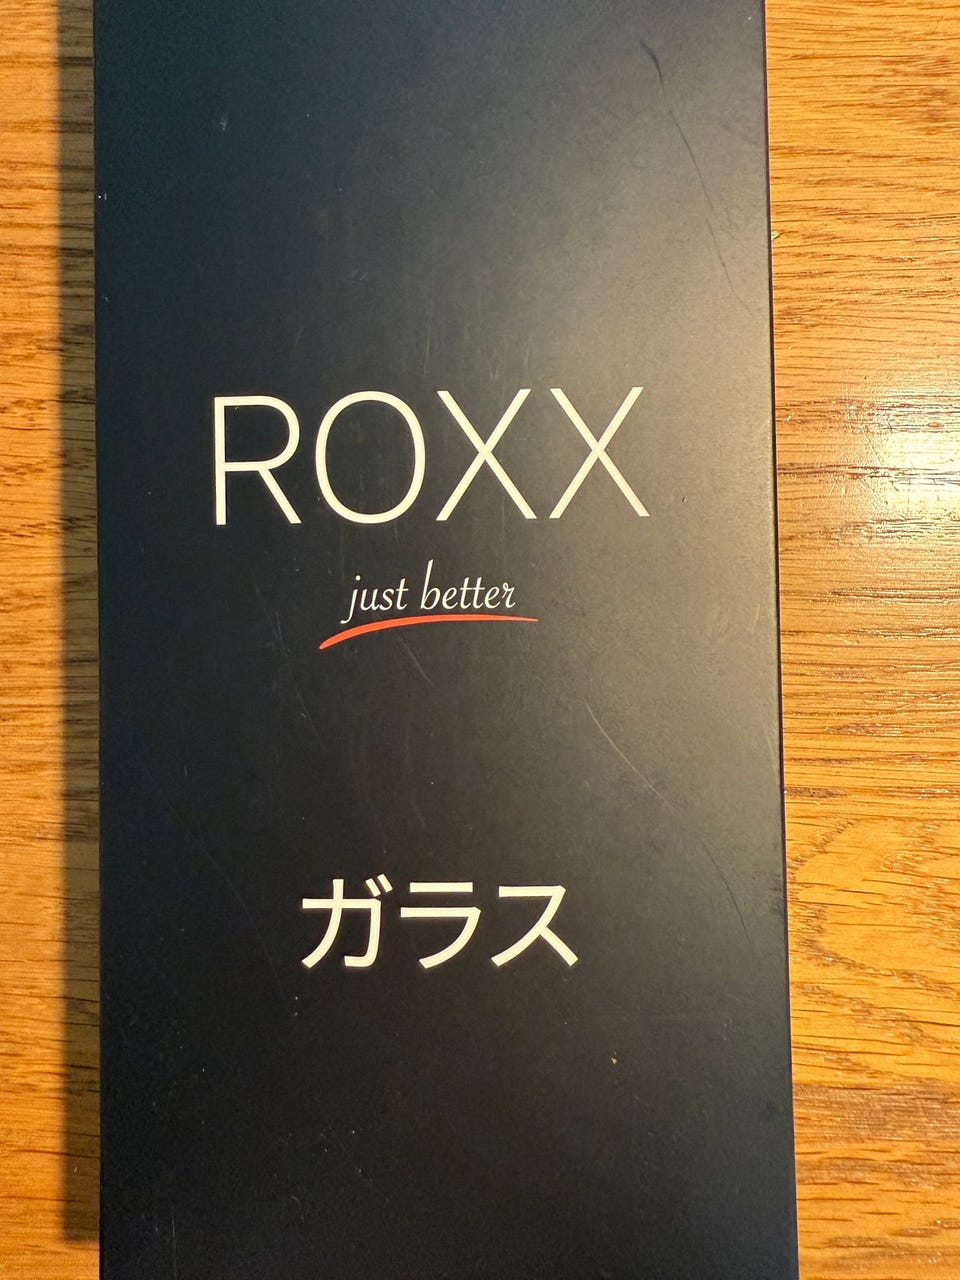 ROXX
just better
ガラス